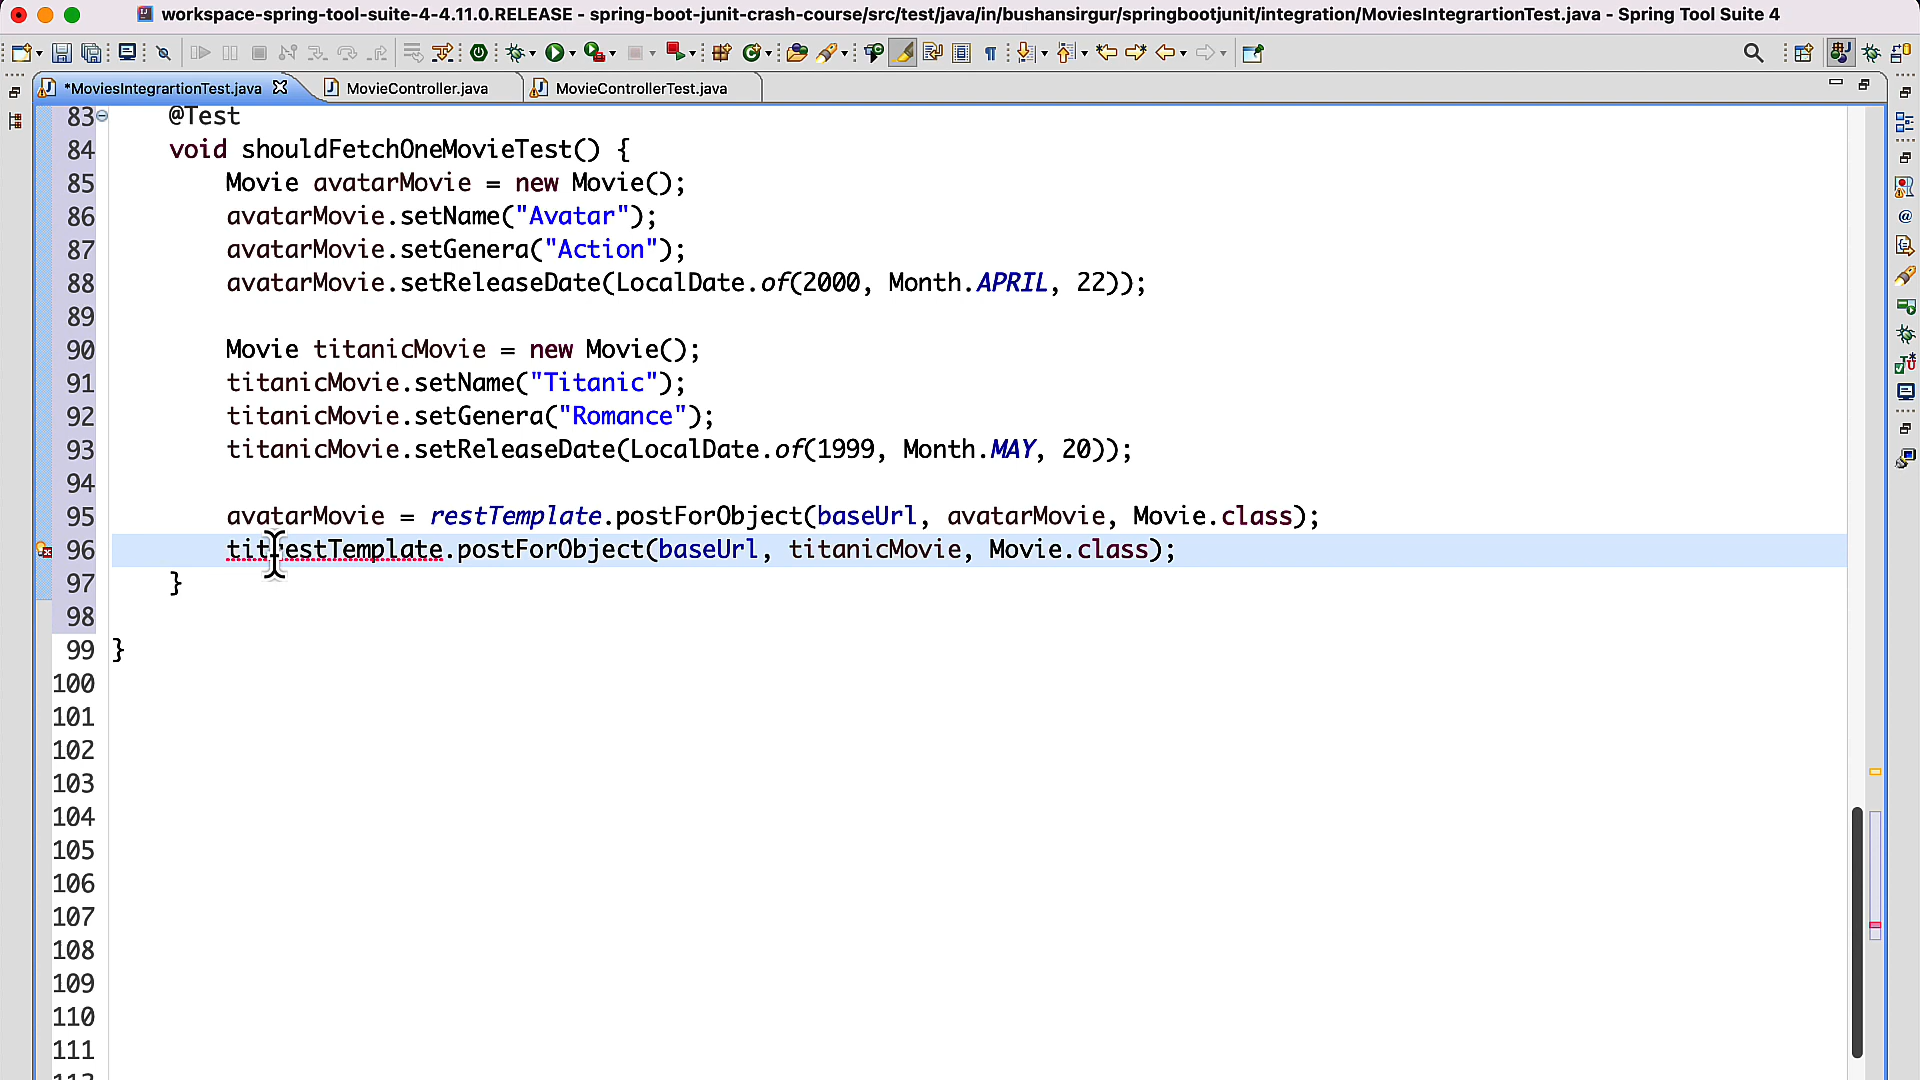 workspace-spring-tool-suite-4-4.11.0.RELEASE - spring-boot-junit-crash-course/src/test/java/in/bushansirgur/springbootjunit/integration/MoviesIntegrartionTest.java - Spring Tool Suite 4
*MoviesIntegrartionTest.java
MovieController.java
MovieControllerTest.java
83 @Test
84 void shouldFetchOneMovieTest() {
85 Movie avatarMovie = new Movie();
86 avatarMovie.setName("Avatar");
87 avatarMovie.setGenera("Action");
88 avatarMovie.setReleaseDate(LocalDate.of(2000, Month.APRIL, 22));
89
90 Movie titanicMovie = new Movie();
91 titanicMovie.setName("Titanic");
92 titanicMovie.setGenera("Romance");
93 titanicMovie.setReleaseDate(LocalDate.of(1999, Month.MAY, 20));
94
95 avatarMovie = restTemplate.postForObject(baseUrl, avatarMovie, Movie.class);
96 titrestTemplate.postForObject(baseUrl, titanicMovie, Movie.class);
97 }
98
99 }
100
101
102
103
104
105
106
107
108
109
110
111